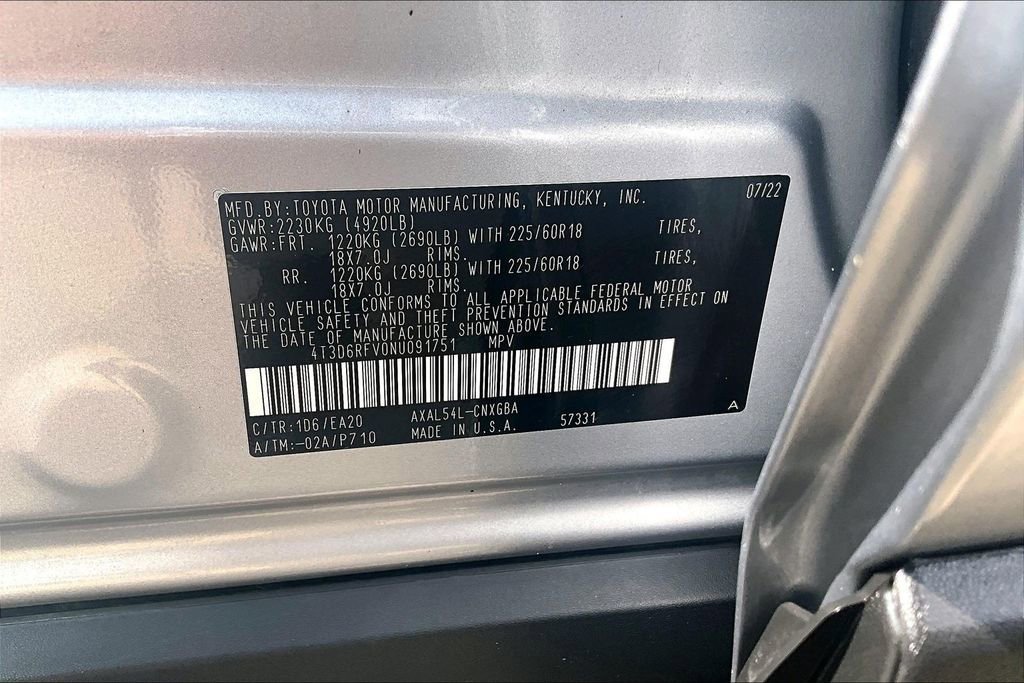 07/22
MFD.BY:TOYOTA MOTOR MANUFACTURING, KENTUCKY, INC.
GVWR:2230KG (4920LB)
GAWR:FRT. 1220KG (2690LB) WITH 225/60R18 TIRES,
18X7.0J RIMS.
RR. 1220KG (2690LB) WITH 225/60R18 TIRES,
18X7.0J RIMS.
THIS VEHICLE CONFORMS TO ALL APPLICABLE FEDERAL MOTOR
VEHICLE SAFETY AND THEFT PREVENTION STANDARDS IN EFFECT ON
THE DATE OF MANUFACTURE SHOWN ABOVE.
4T3D6RFV0NU091751 MPV
C/TR:1D6/EA20 AXAL54L-CNXGBA 57331 A
A/TM:-02A/P710 MADE IN U.S.A.